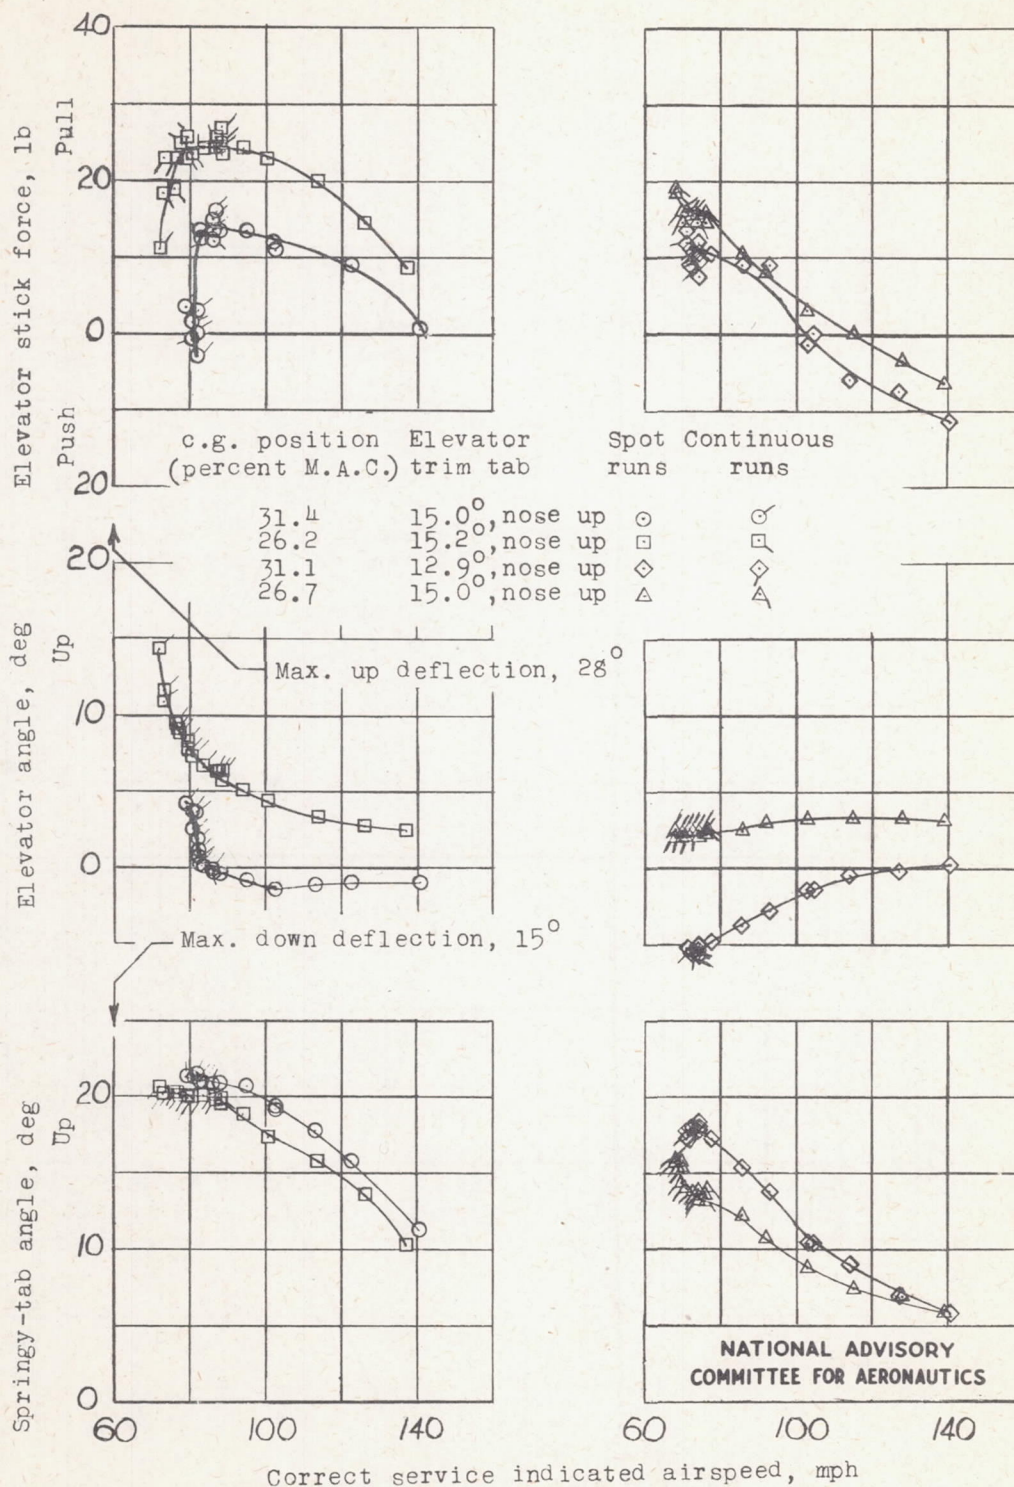 40
Pull
20
Elevator stick force, lb
0
Push
20
c.g. position Elevator Spot Continuous
(percent M.A.C.) trim tab runs runs
31.4 15.0°, nose up
26.2 15.2°, nose up
31.1 12.9°, nose up
26.7 15.0°, nose up
20
Up
Max. up deflection, 28°
10
Elevator angle, deg
0
Max. down deflection, 15°
20
Up
Springy-tab angle, deg
10
NATIONAL ADVISORY
COMMITTEE FOR AERONAUTICS
0
60 100 140 60 100 140
Correct service indicated airspeed, mph